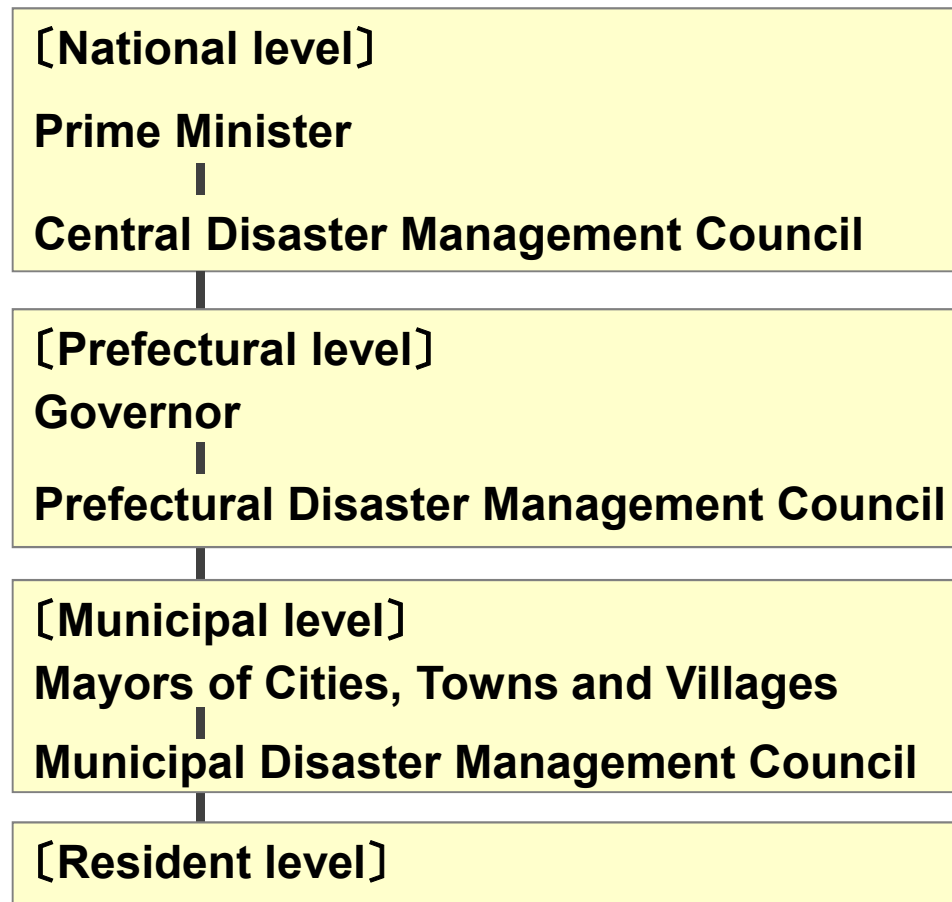 〔National level〕
Prime Minister
Central Disaster Management Council
〔Prefectural level〕
Governor
Prefectural Disaster Management Council
〔Municipal level〕
Mayors of Cities, Towns and Villages
Municipal Disaster Management Council
〔Resident level〕